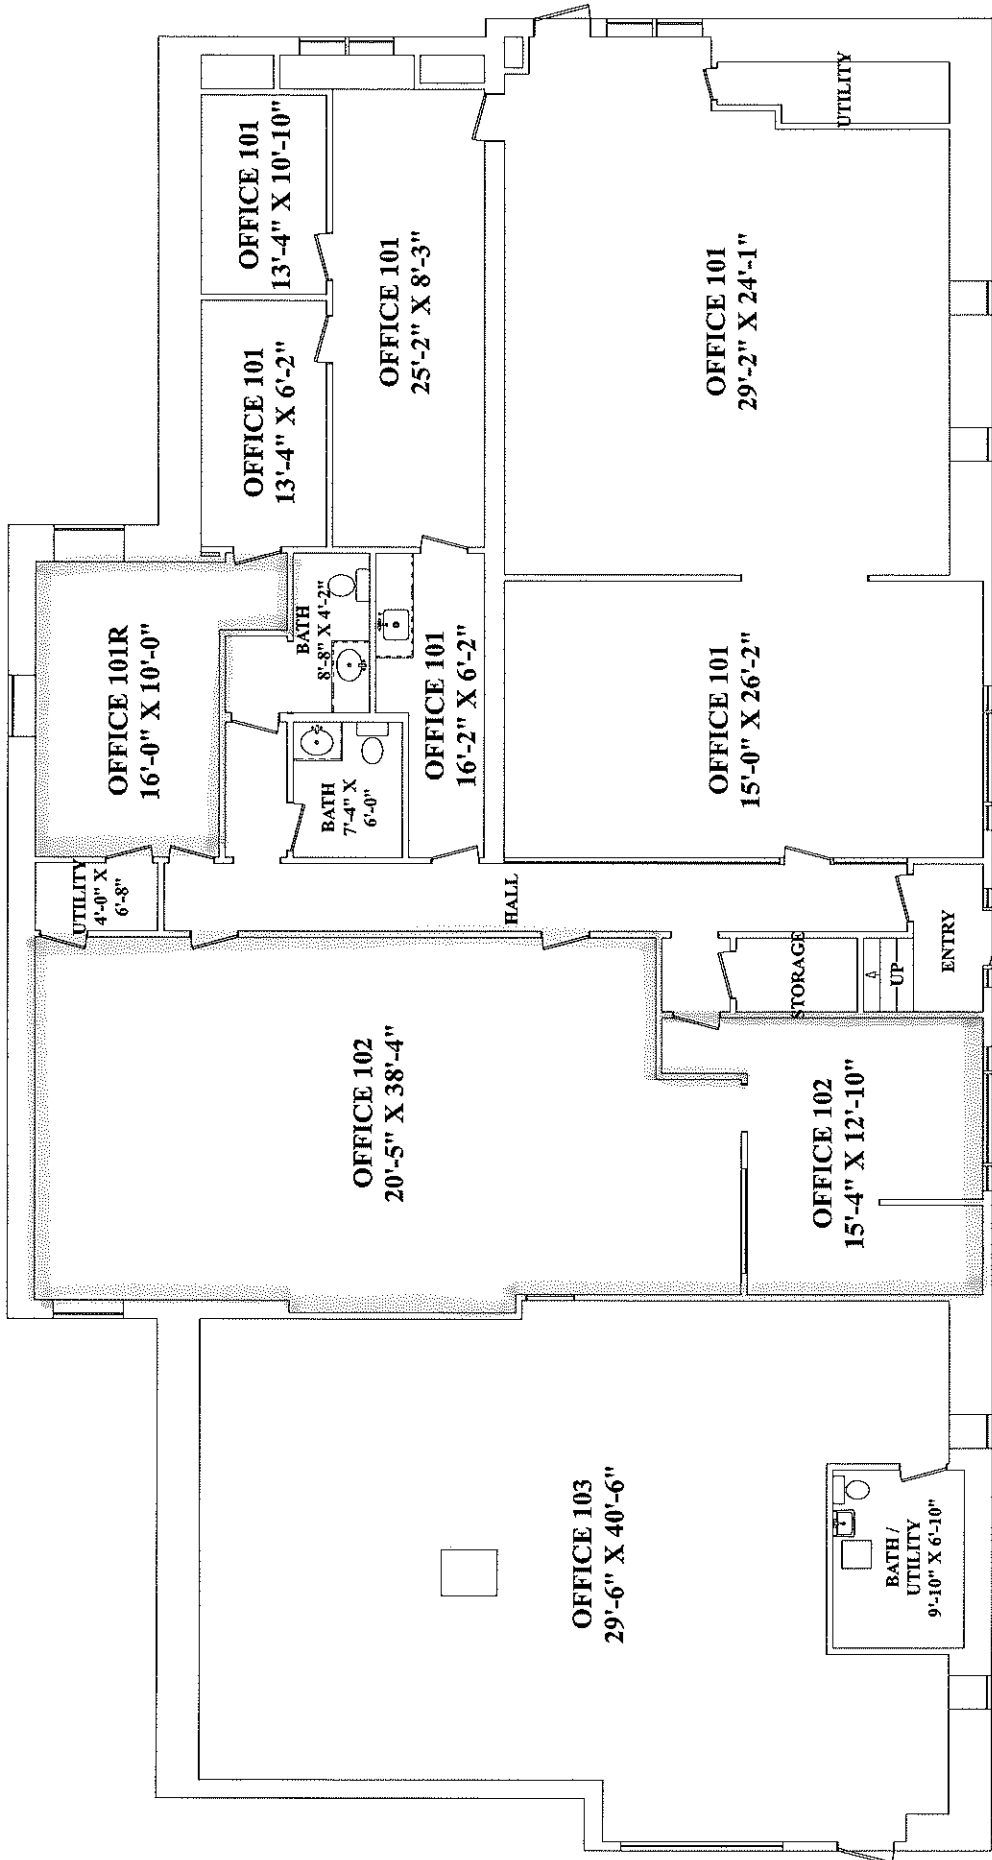 OFFICE 101
13'-4" X 10'-10"
OFFICE 101
13'-4" X 6'-2"
OFFICE 101
25'-2" X 8'-3"
OFFICE 101
29'-2" X 24'-1"
UTILITY
OFFICE 101R
16'-0" X 10'-0"
BATH
8'-8" X 4'-2"
BATH
7'-4" X
6'-0"
OFFICE 101
16'-2" X 6'-2"
OFFICE 101
15'-0" X 26'-2"
UTILITY
4'-0" X
6'-8"
HALL
STORAGE
UP
ENTRY
OFFICE 102
20'-5" X 38'-4"
OFFICE 102
15'-4" X 12'-10"
OFFICE 103
29'-6" X 40'-6"
BATH /
UTILITY
9'-10" X 6'-10"